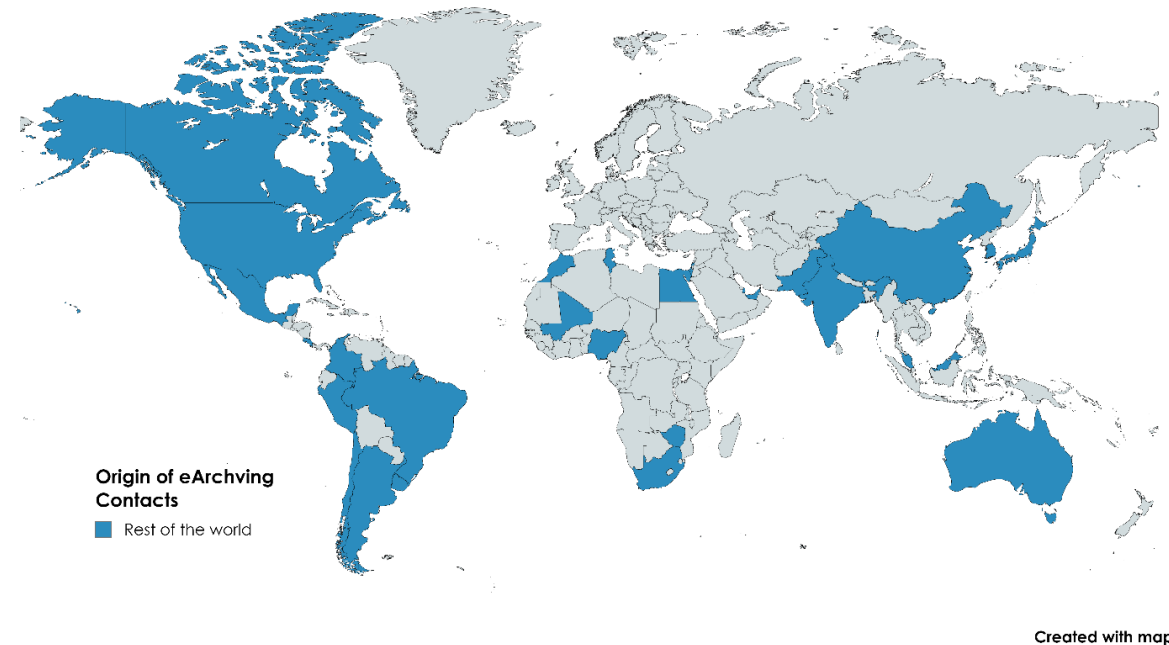 Origin of eArchving
Contacts
Rest of the world
Created with map